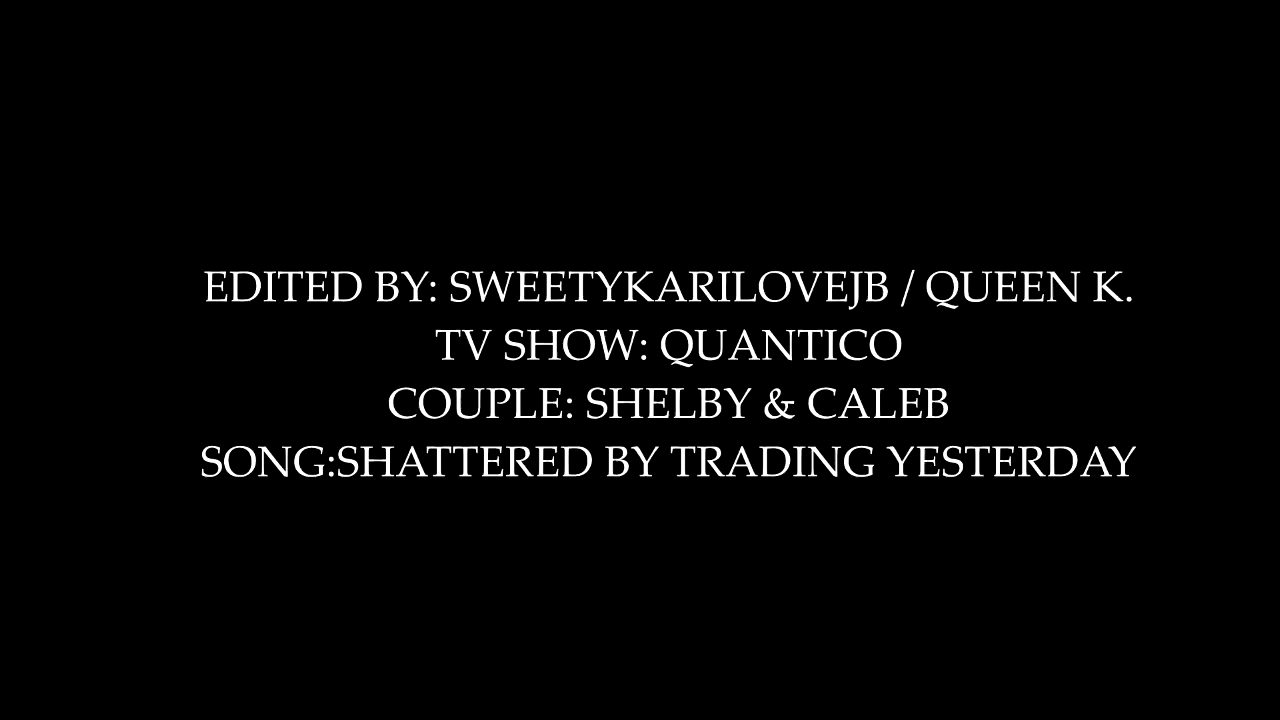 EDITED BY: SWEETYKARILOVEJB / QUEEN K.
TV SHOW: QUANTICO
COUPLE: SHELBY & CALEB
SONG:SHATTERED BY TRADING YESTERDAY